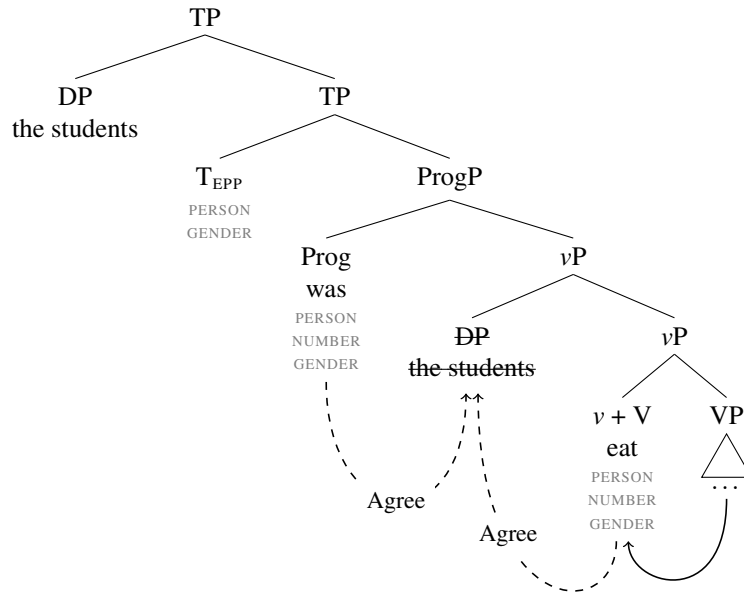 TP
DP
the students
TP
T_EPP
PERSON
GENDER
ProgP
Prog
was
PERSON
NUMBER
GENDER
vP
DP
the students
vP
v + V
eat
PERSON
NUMBER
GENDER
VP
...
Agree
Agree